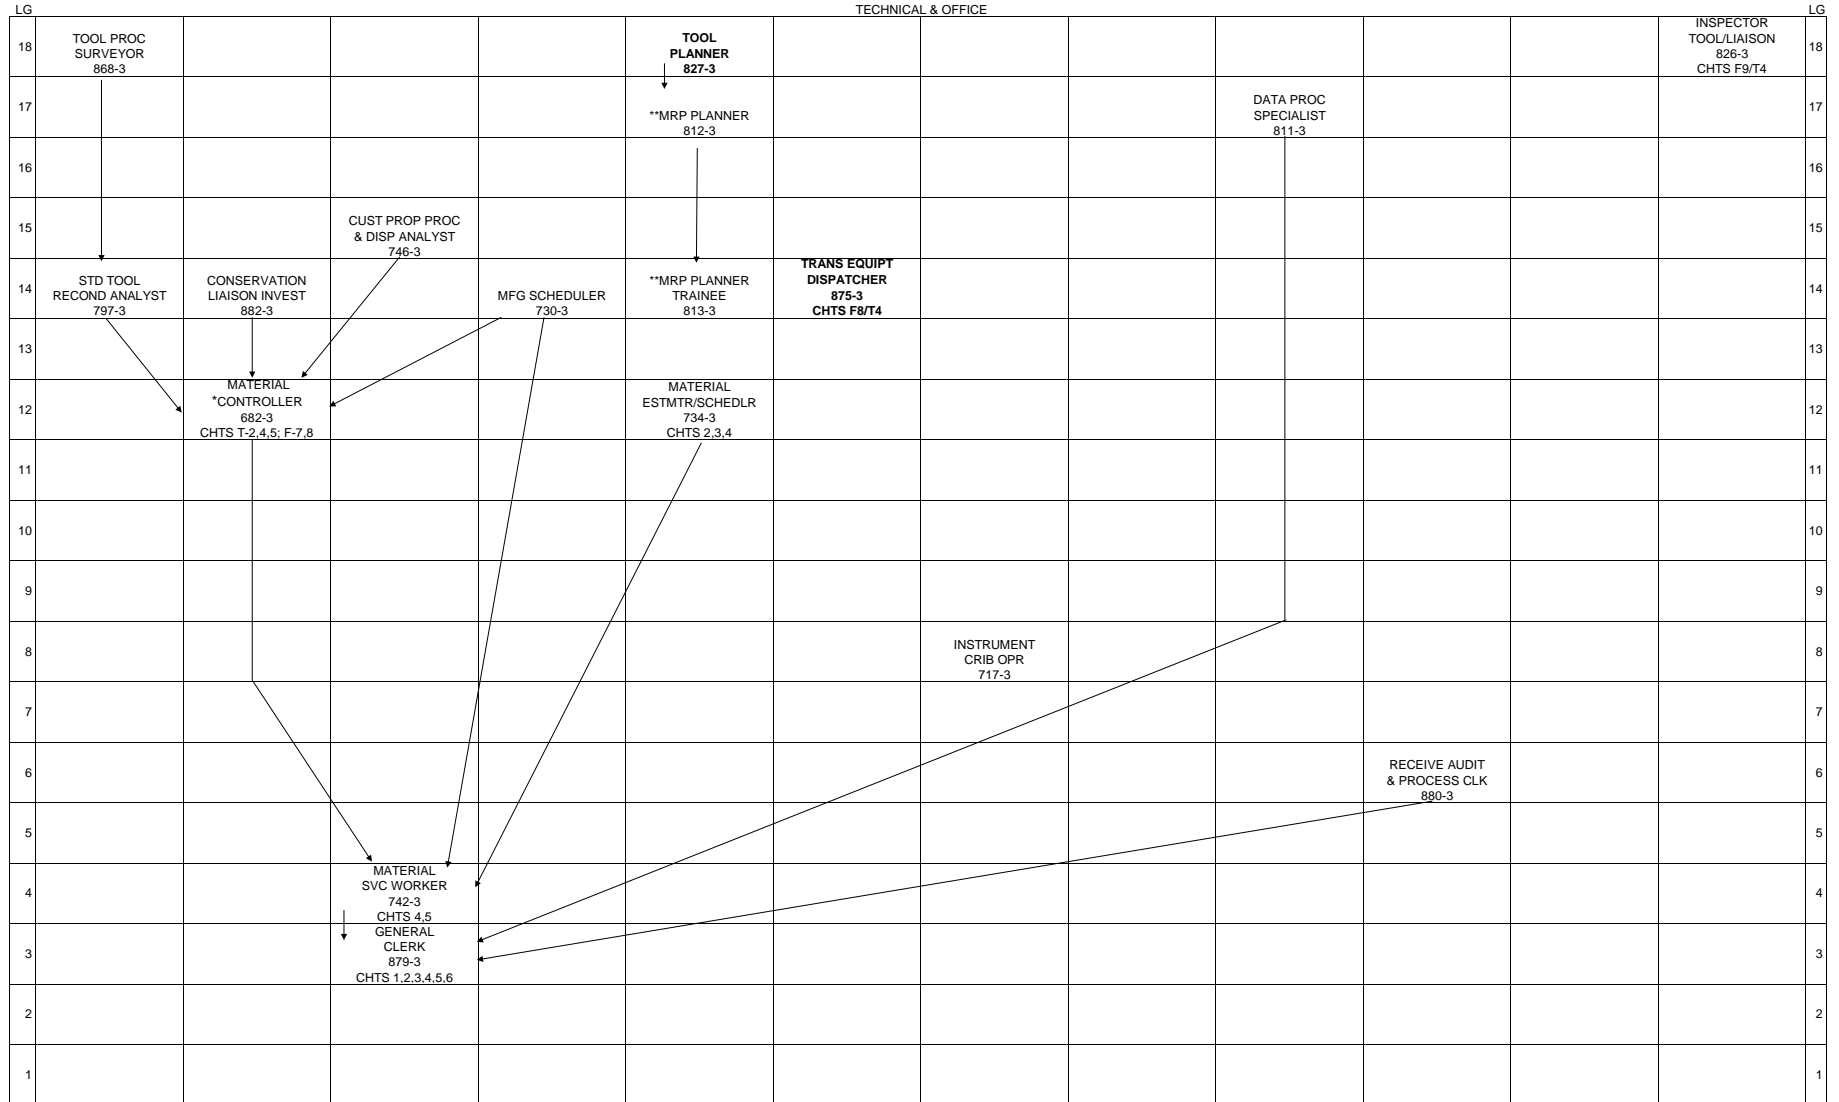 LG
TECHNICAL & OFFICE
LG
18
TOOL PROC
SURVEYOR
868-3
TOOL
PLANNER
827-3
INSPECTOR
TOOL/LIAISON
826-3
CHTS F9/T4
18
17
**MRP PLANNER
812-3
DATA PROC
SPECIALIST
811-3
17
16
16
15
CUST PROP PROC
& DISP ANALYST
746-3
15
14
STD TOOL
RECOND ANALYST
797-3
CONSERVATION
LIAISON INVEST
882-3
MFG SCHEDULER
730-3
**MRP PLANNER
TRAINEE
813-3
TRANS EQUIPT
DISPATCHER
875-3
CHTS F8/T4
14
13
13
12
MATERIAL
*CONTROLLER
682-3
CHTS T-2,4,5; F-7,8
MATERIAL
ESTMTR/SCHEDLR
734-3
CHTS 2,3,4
12
11
11
10
10
9
9
8
INSTRUMENT
CRIB OPR
717-3
8
7
7
6
RECEIVE AUDIT
& PROCESS CLK
880-3
6
5
5
4
MATERIAL
SVC WORKER
742-3
CHTS 4,5
4
3
GENERAL
CLERK
879-3
CHTS 1,2,3,4,5,6
3
2
2
1
1